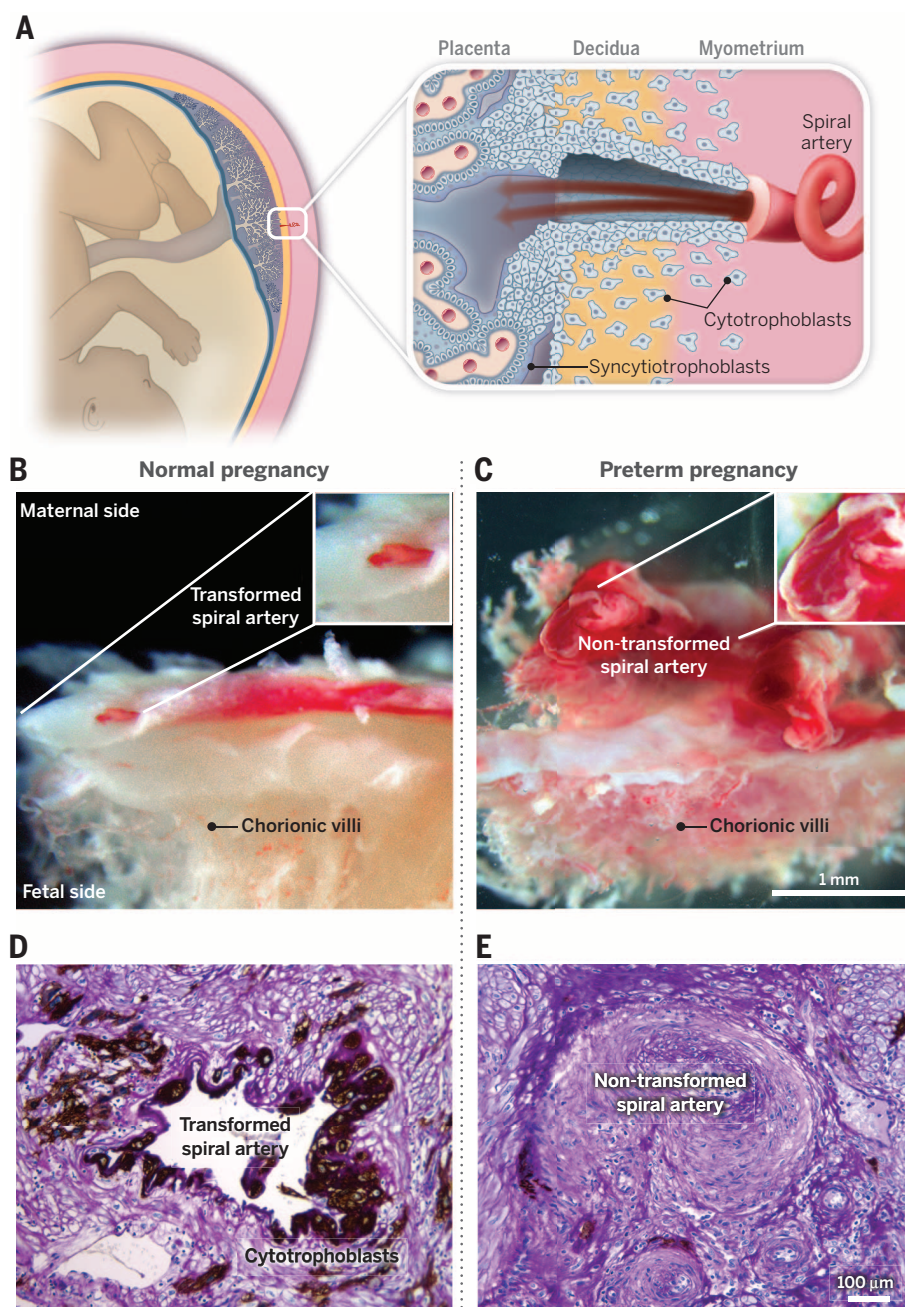 A
Placenta
Decidua
Myometrium
Spiral
artery
Cytotrophoblasts
Syncytiotrophoblasts
B
Normal pregnancy
Maternal side
Transformed
spiral artery
Chorionic villi
Fetal side
C
Preterm pregnancy
Non-transformed
spiral artery
Chorionic villi
1 mm
D
Transformed
spiral artery
Cytotrophoblasts
E
Non-transformed
spiral artery
100 µm